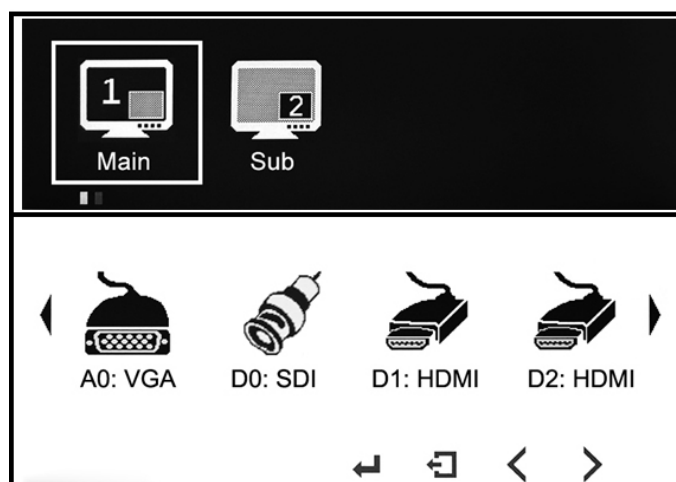 1
2
Main
Sub
A0: VGA
D0: SDI
D1: HDMI
D2: HDMI